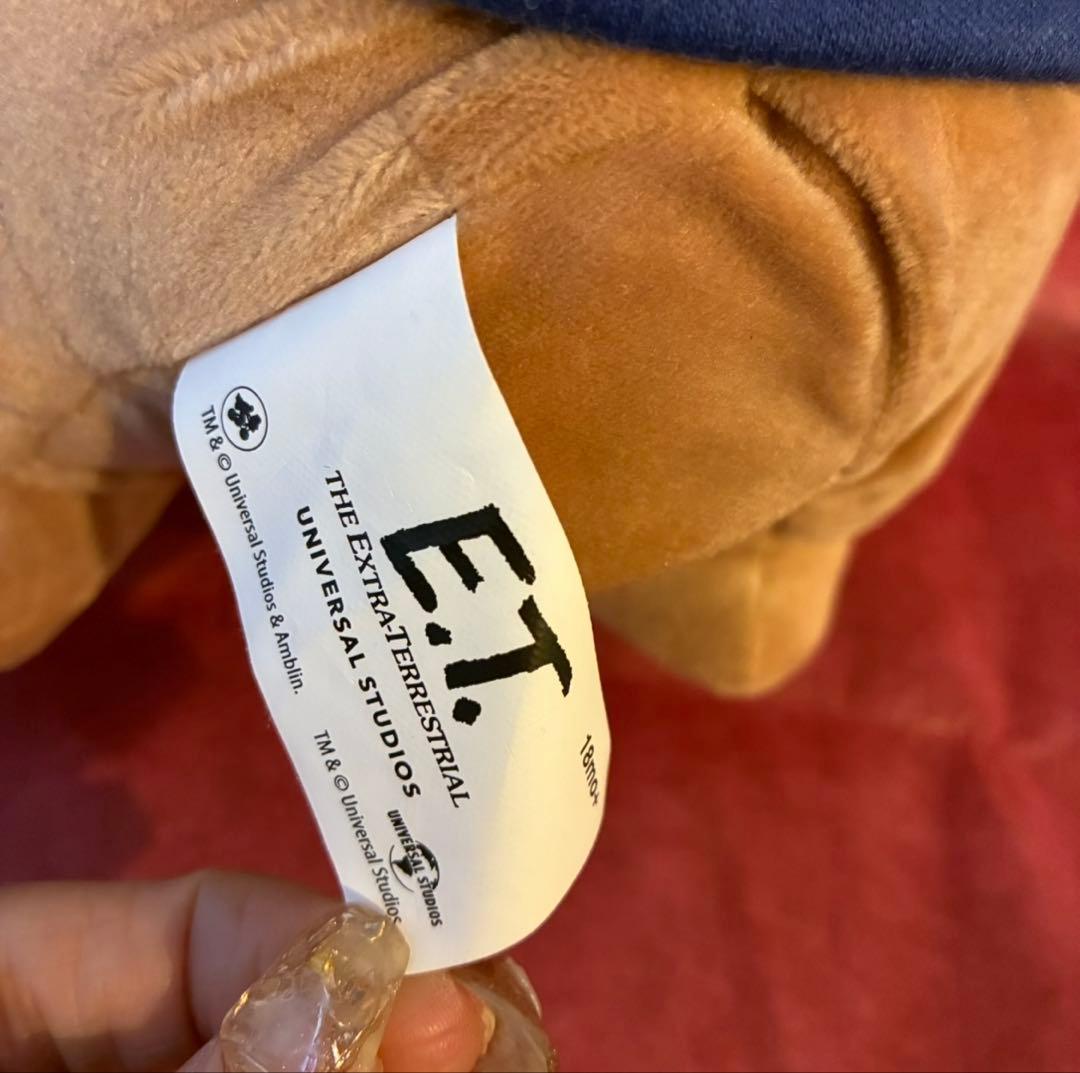 18mo+
E.T.
THE EXTRA-TERRESTRIAL
UNIVERSAL STUDIOS
UNIVERSAL STUDIOS
TM & © Universal Studios & Amblin.
TM & © Universal Studios